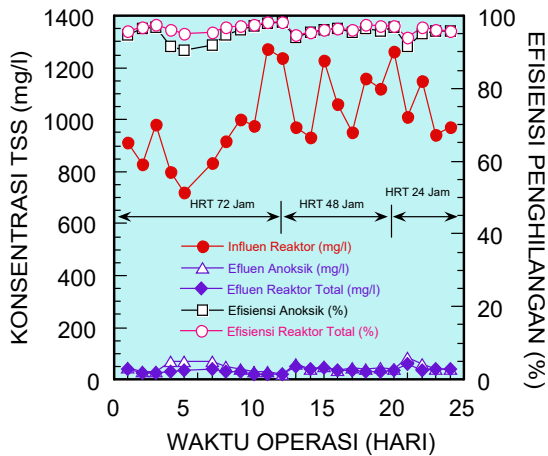 KONSENTRASI TSS (mg/l)
1400
1200
1000
800
600
400
200
0
HRT 72 Jam
HRT 48 Jam
HRT 24 Jam
Influen Reaktor (mg/l)
Efluen Anoksik (mg/l)
Efluen Reaktor Total (mg/l)
Efisiensi Anoksik (%)
Efisiensi Reaktor Total (%)
100
80
60
40
20
0
EFISIENSI PENGHILANGAN (%)
0 5 10 15 20 25
WAKTU OPERASI (HARI)